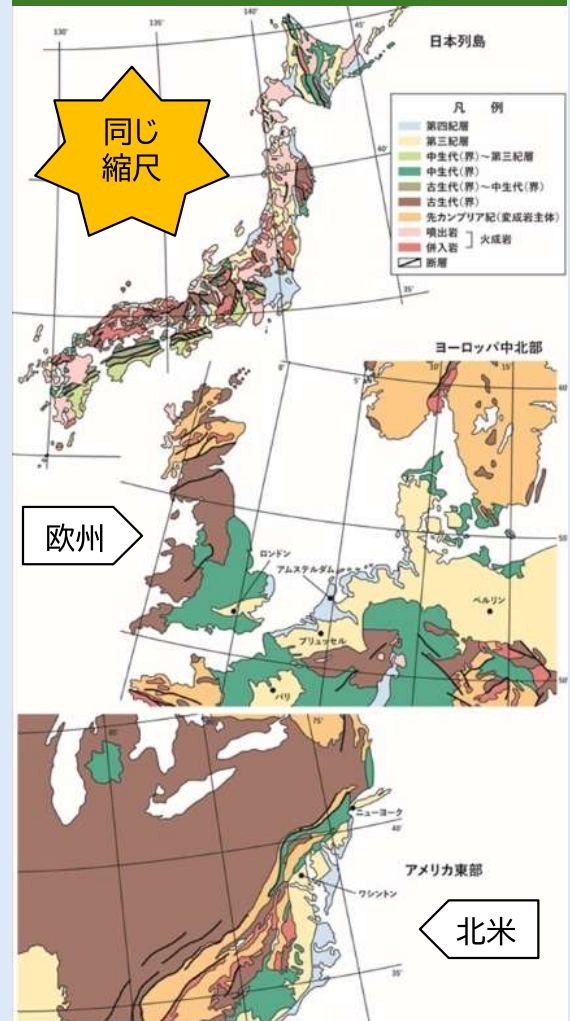 130'
135'
140'
45'
日本列島
同じ
縮尺
凡 例
第四紀層
第三紀層
中生代(界)~第三紀層
中生代(界)
古生代(界)~中生代(界)
古生代(界)
先カンブリア紀(変成岩主体)
噴出岩
併入岩
火成岩
断層
40'
35'
ヨーロッパ中北部
0'
5'
10'
15'
60'
欧州
55'
ロンドン
アムステルダム
ベルリン
ブリュッセル
パリ
50'
75'
ニューヨーク
40'
アメリカ東部
ワシントン
北米
35'